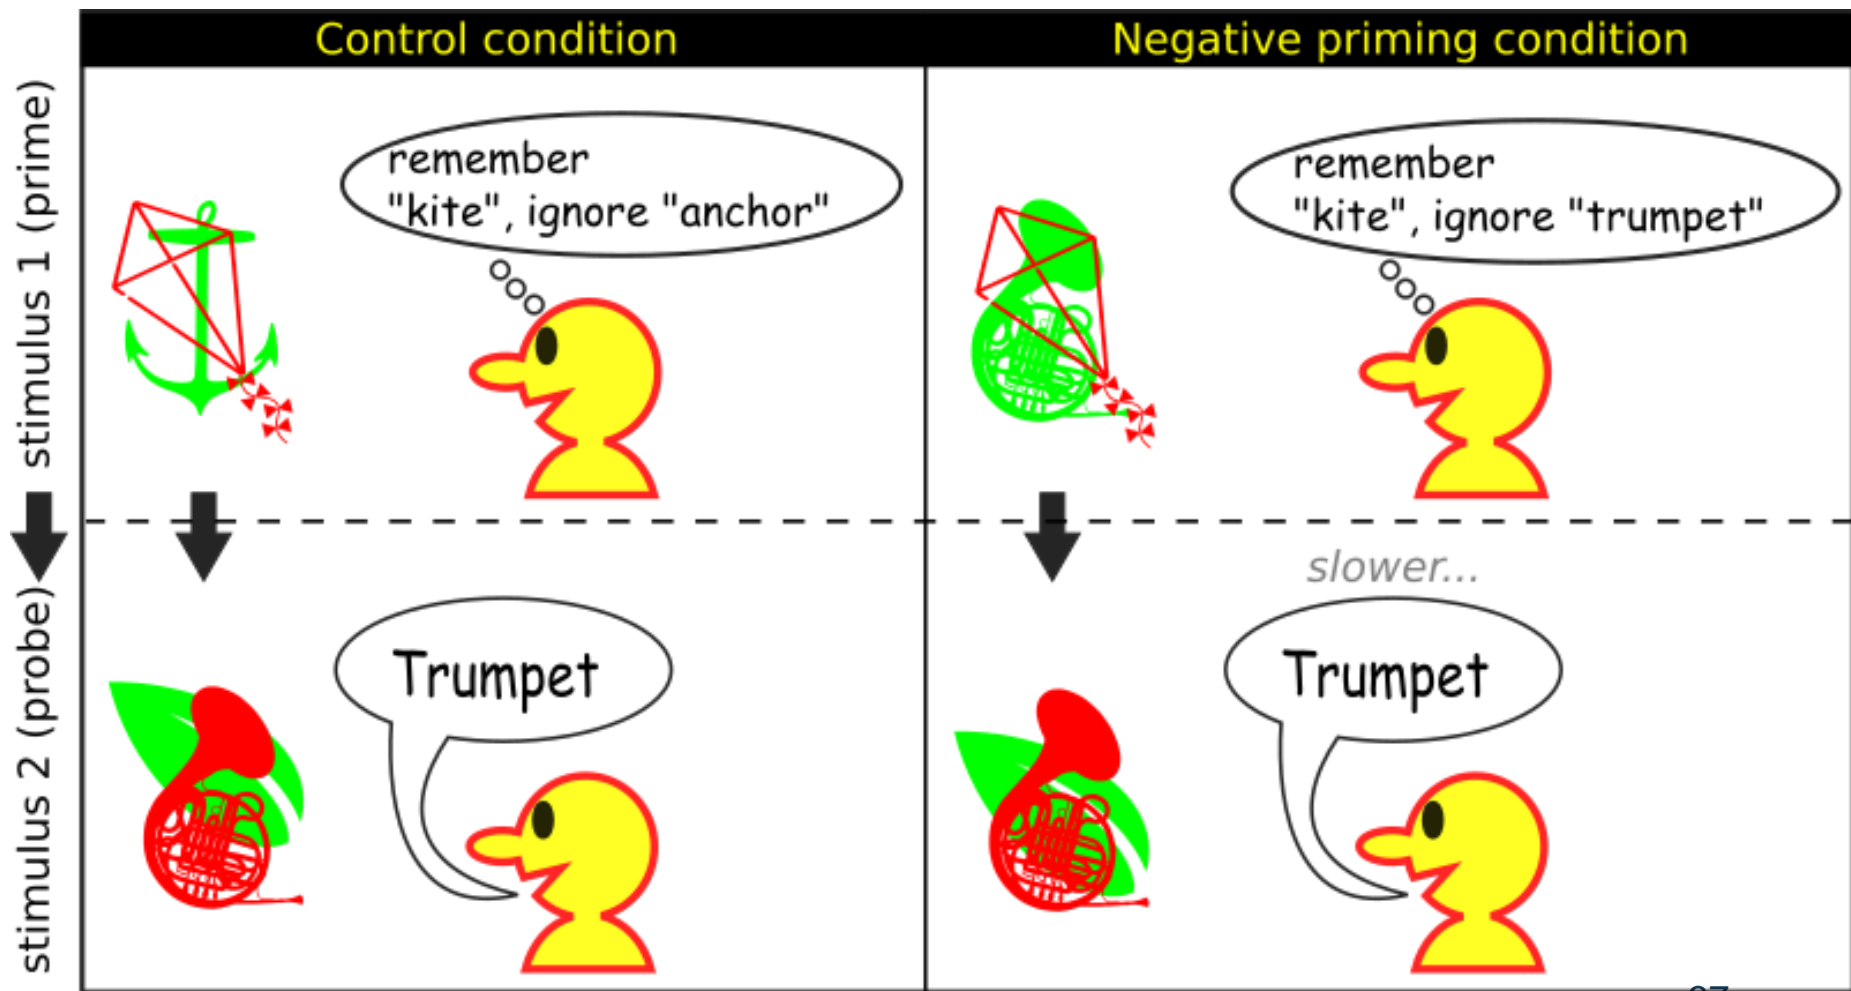 Control condition
Negative priming condition
stimulus 1 (prime)
remember
"kite", ignore "anchor"
remember
"kite", ignore "trumpet"
stimulus 2 (probe)
Trumpet
slower...
Trumpet